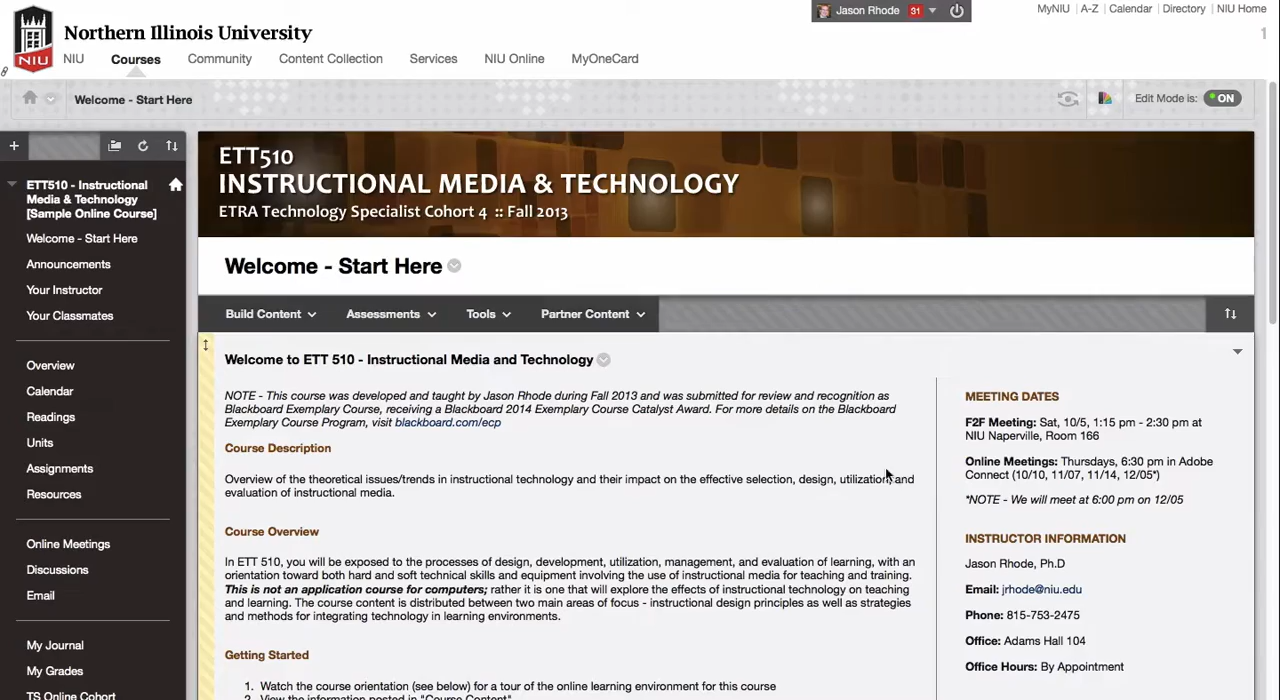 Jason Rhode 31
MyNIU A-Z Calendar Directory NIU Home
Northern Illinois University
NIU
NIU Courses Community Content Collection Services NIU Online MyOneCard
1
Welcome - Start Here
Edit Mode is: ON
ETT510 - Instructional
Media & Technology
[Sample Online Course]
Welcome - Start Here
Announcements
Your Instructor
Your Classmates
Overview
Calendar
Readings
Units
Assignments
Resources
Online Meetings
Discussions
Email
My Journal
My Grades
TS Online Cohort
ETT510
INSTRUCTIONAL MEDIA & TECHNOLOGY
ETRA Technology Specialist Cohort 4 :: Fall 2013
Welcome - Start Here
Build Content Assessments Tools Partner Content
Welcome to ETT 510 - Instructional Media and Technology
NOTE - This course was developed and taught by Jason Rhode during Fall 2013 and was submitted for review and recognition as
Blackboard Exemplary Course, receiving a Blackboard 2014 Exemplary Course Catalyst Award. For more details on the Blackboard
Exemplary Course Program, visit blackboard.com/ecp
Course Description
Overview of the theoretical issues/trends in instructional technology and their impact on the effective selection, design, utilization, and
evaluation of instructional media.
Course Overview
In ETT 510, you will be exposed to the processes of design, development, utilization, management, and evaluation of learning, with an
orientation toward both hard and soft technical skills and equipment involving the use of instructional media for teaching and training.
This is not an application course for computers; rather it is one that will explore the effects of instructional technology on teaching
and learning. The course content is distributed between two main areas of focus - instructional design principles as well as strategies
and methods for integrating technology in learning environments.
Getting Started
1. Watch the course orientation (see below) for a tour of the online learning environment for this course
2. View the information posted in "Course Content"
MEETING DATES
F2F Meeting: Sat, 10/5, 1:15 pm - 2:30 pm at
NIU Naperville, Room 166
Online Meetings: Thursdays, 6:30 pm in Adobe
Connect (10/10, 11/07, 11/14, 12/05*)
*NOTE - We will meet at 6:00 pm on 12/05
INSTRUCTOR INFORMATION
Jason Rhode, Ph.D
Email: jrhode@niu.edu
Phone: 815-753-2475
Office: Adams Hall 104
Office Hours: By Appointment